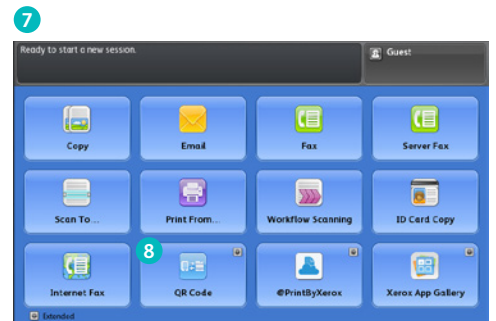 7
Ready to start a new session.
Guest
Copy
Email
Fax
Server Fax
Scan To...
Print From...
Workflow Scanning
ID Card Copy
8
Internet Fax
QR Code
@PrintByXerox
Xerox App Gallery
Extended